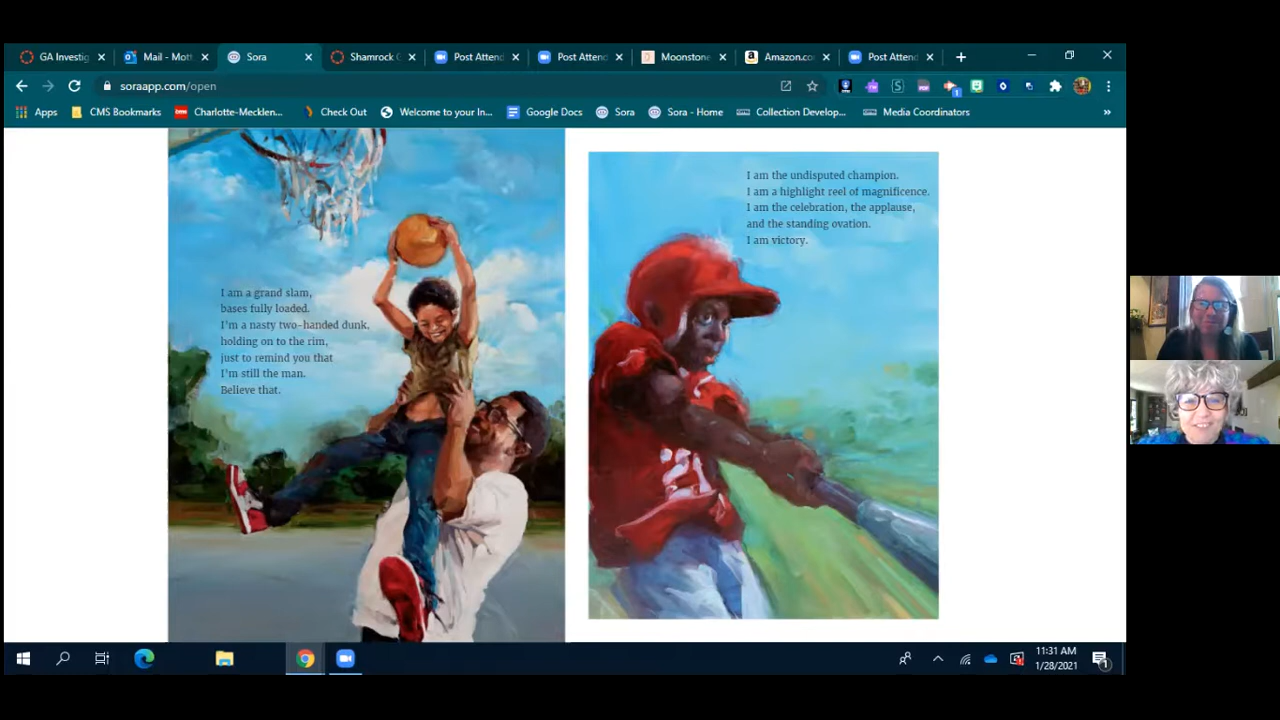 GA Investig
Mail - Moth
Sora
Shamrock G
Post Attend
Post Attend
Moonstone
Amazon.co
Post Attend
soraapp.com/open
Apps
CMS Bookmarks
Charlotte-Mecklen...
Check Out
Welcome to your In...
Google Docs
Sora
Sora - Home
Collection Develop...
Media Coordinators
I am a grand slam,
bases fully loaded.
I'm a nasty two-handed dunk,
holding on to the rim,
just to remind you that
I'm still the man.
Believe that.
I am the undisputed champion.
I am a highlight reel of magnificence.
I am the celebration, the applause,
and the standing ovation.
I am victory.
21
11:31 AM
1/28/2021